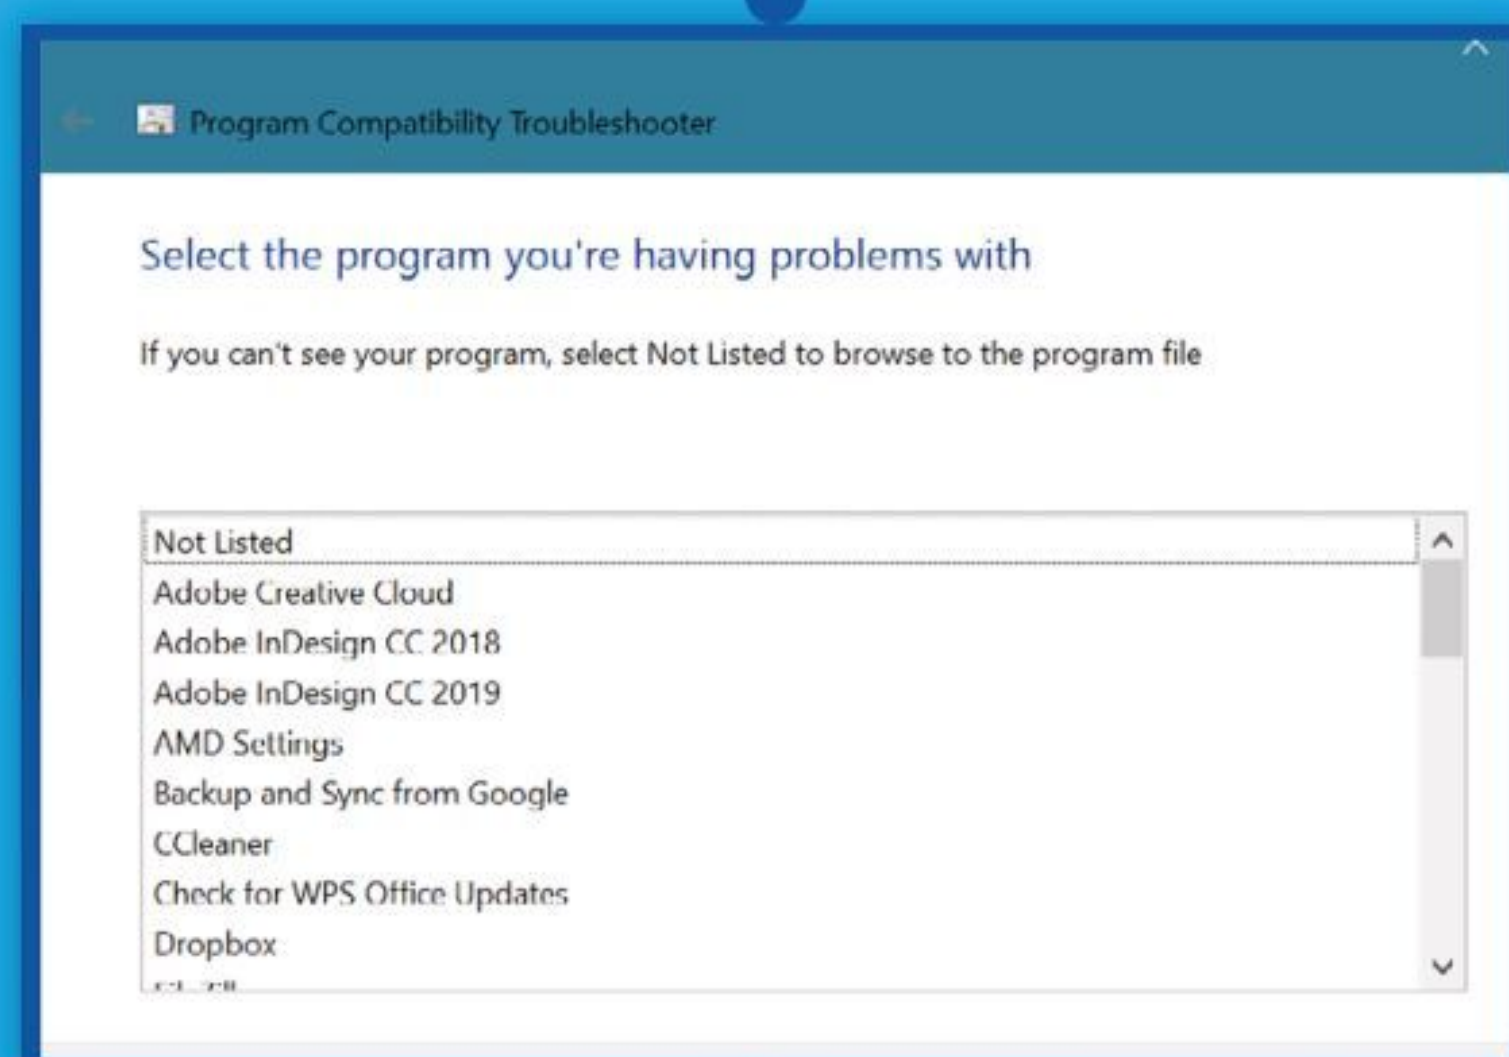 Program Compatibility Troubleshooter
Select the program you're having problems with
If you can't see your program, select Not Listed to browse to the program file
Not Listed
Adobe Creative Cloud
Adobe InDesign CC 2018
Adobe InDesign CC 2019
AMD Settings
Backup and Sync from Google
CCleaner
Check for WPS Office Updates
Dropbox